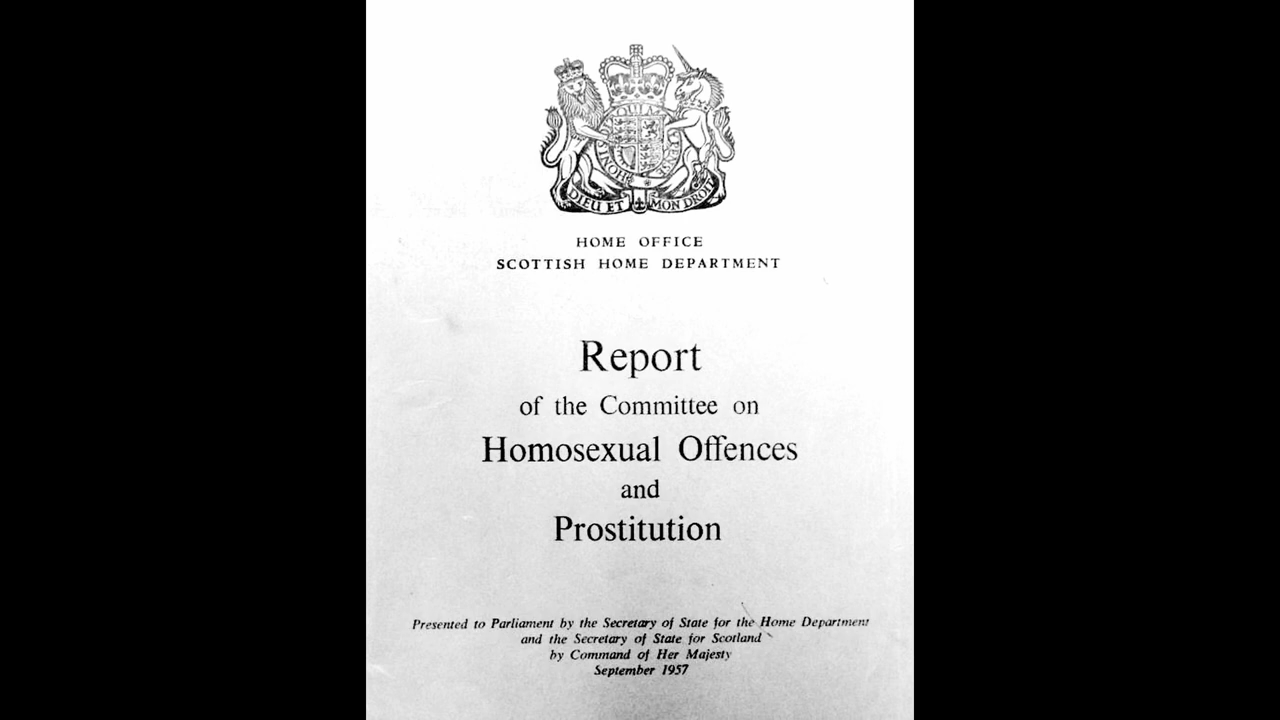 DIEU ET MON DROIT
HOME OFFICE
SCOTTISH HOME DEPARTMENT
Report
of the Committee on
Homosexual Offences
and
Prostitution
Presented to Parliament by the Secretary of State for the Home Department
and the Secretary of State for Scotland
by Command of Her Majesty
September 1957